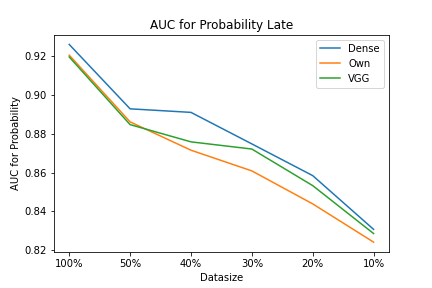 AUC for Probability Late
Dense
Own
VGG
AUC for Probability
0.92
0.90
0.88
0.86
0.84
0.82
100% 50% 40% 30% 20% 10%
Datasize